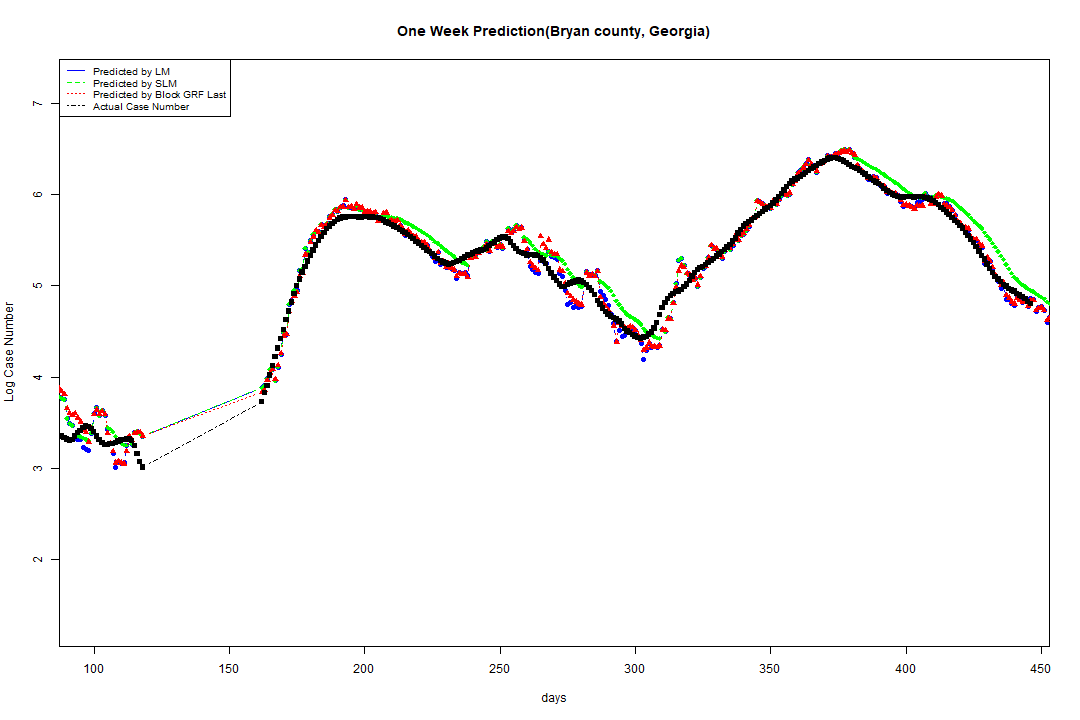 One Week Prediction(Bryan county, Georgia)
Predicted by LM
Predicted by SLM
Predicted by Block GRF Last
Actual Case Number
7
6
5
4
3
2
Log Case Number
100 150 200 250 300 350 400 450
days